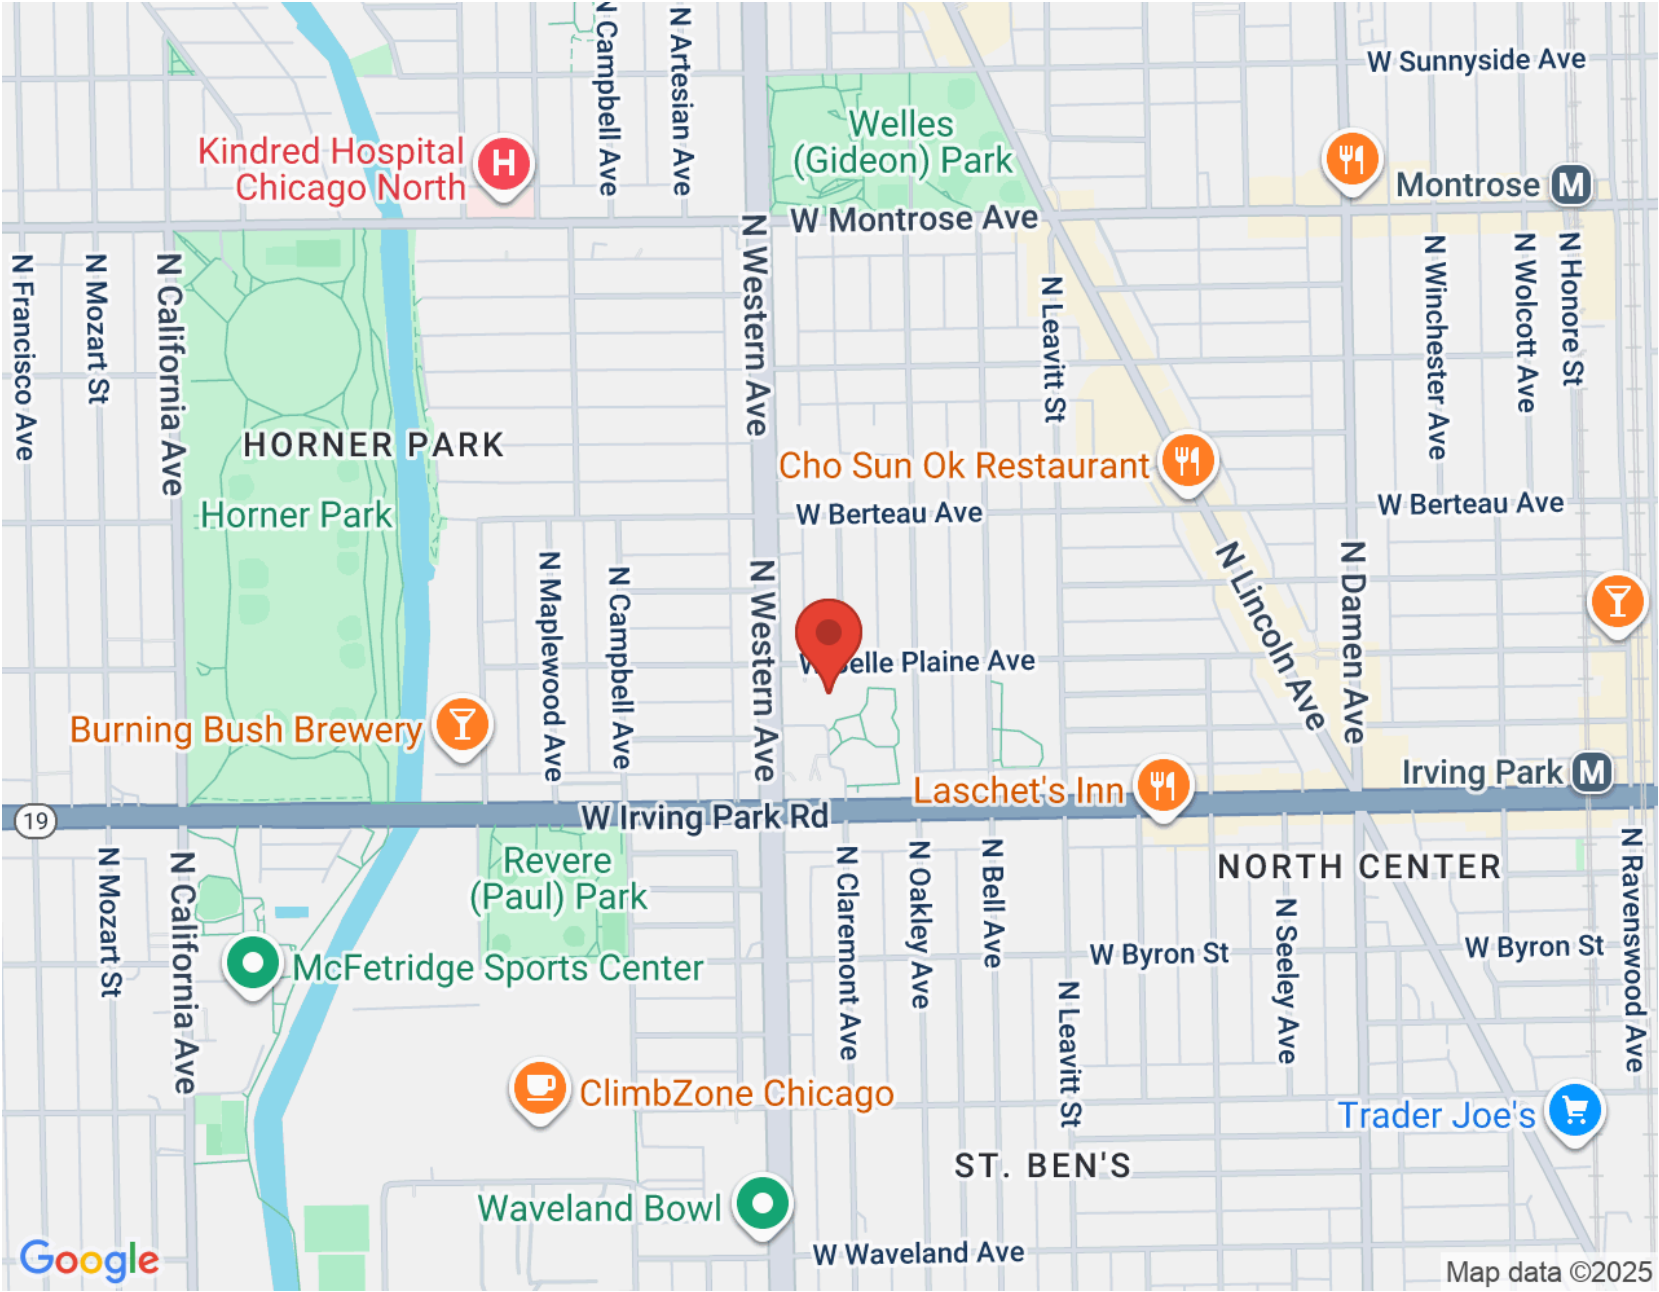 N Campbell Ave
N Artesian Ave
W Sunnyside Ave
Welles
(Gideon) Park
Kindred Hospital
Chicago North
H
Montrose
M
W Montrose Ave
N Francisco Ave
N Mozart St
N California Ave
N Western Ave
N Leavitt St
N Winchester Ave
N Wolcott Ave
N Honore St
HORNER PARK
Horner Park
Cho Sun Ok Restaurant
W Berteau Ave
W Berteau Ave
N Maplewood Ave
N Campbell Ave
N Western Ave
N Lincoln Ave
N Damen Ave
W Belle Plaine Ave
Burning Bush Brewery
Laschet's Inn
Irving Park
M
19
W Irving Park Rd
Revere
(Paul) Park
NORTH CENTER
N Mozart St
N California Ave
N Claremont Ave
N Oakley Ave
N Bell Ave
N Seeley Ave
N Ravenswood Ave
W Byron St
W Byron St
McFetridge Sports Center
N Leavitt St
ClimbZone Chicago
Trader Joe's
ST. BEN'S
Waveland Bowl
W Waveland Ave
Google
Map data ©2025